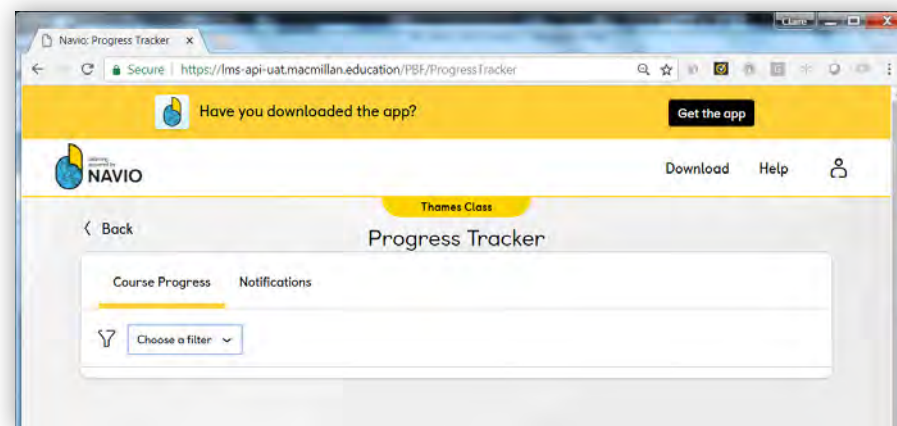 Claire
Navio: Progress Tracker
Secure | https://lms-api-uat.macmillan.education/PBF/ProgressTracker
Have you downloaded the app?
Get the app
NAVIO
Download Help
Thames Class
Back
Progress Tracker
Course Progress Notifications
Choose a filter